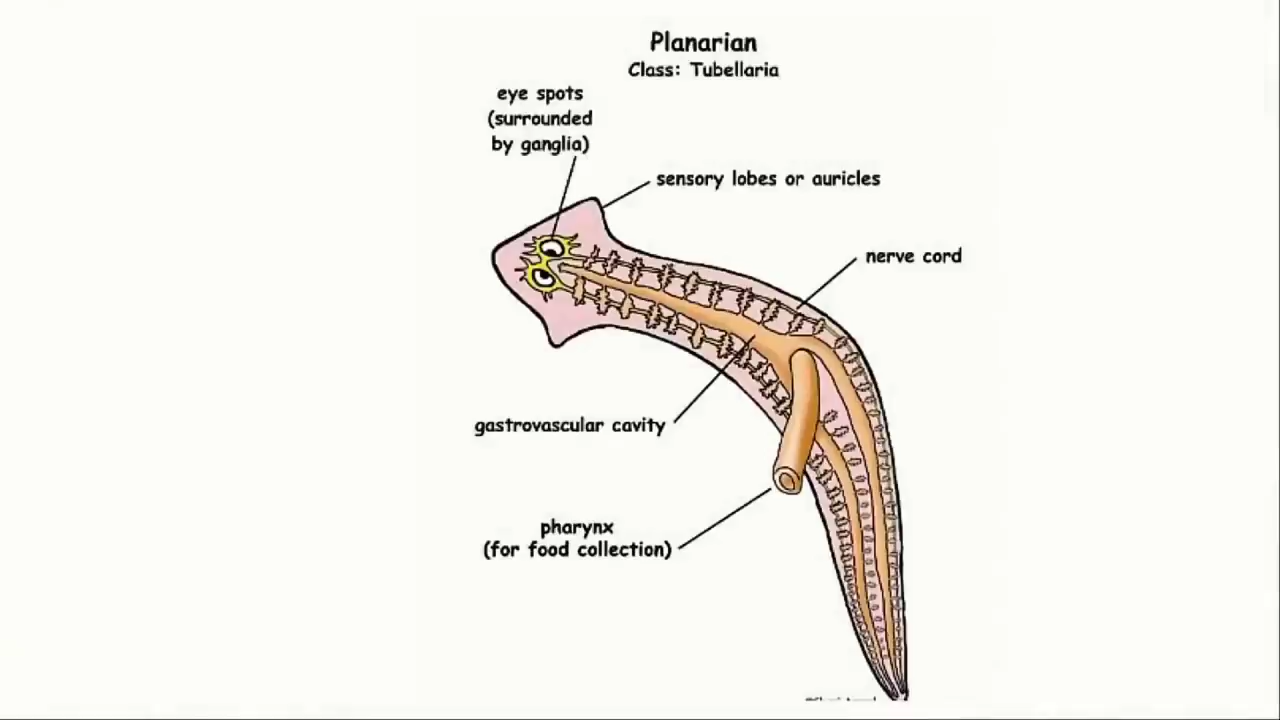 Planarian
Class: Tubellaria
eye spots
(surrounded
by ganglia)
sensory lobes or auricles
nerve cord
gastrovascular cavity
pharynx
(for food collection)